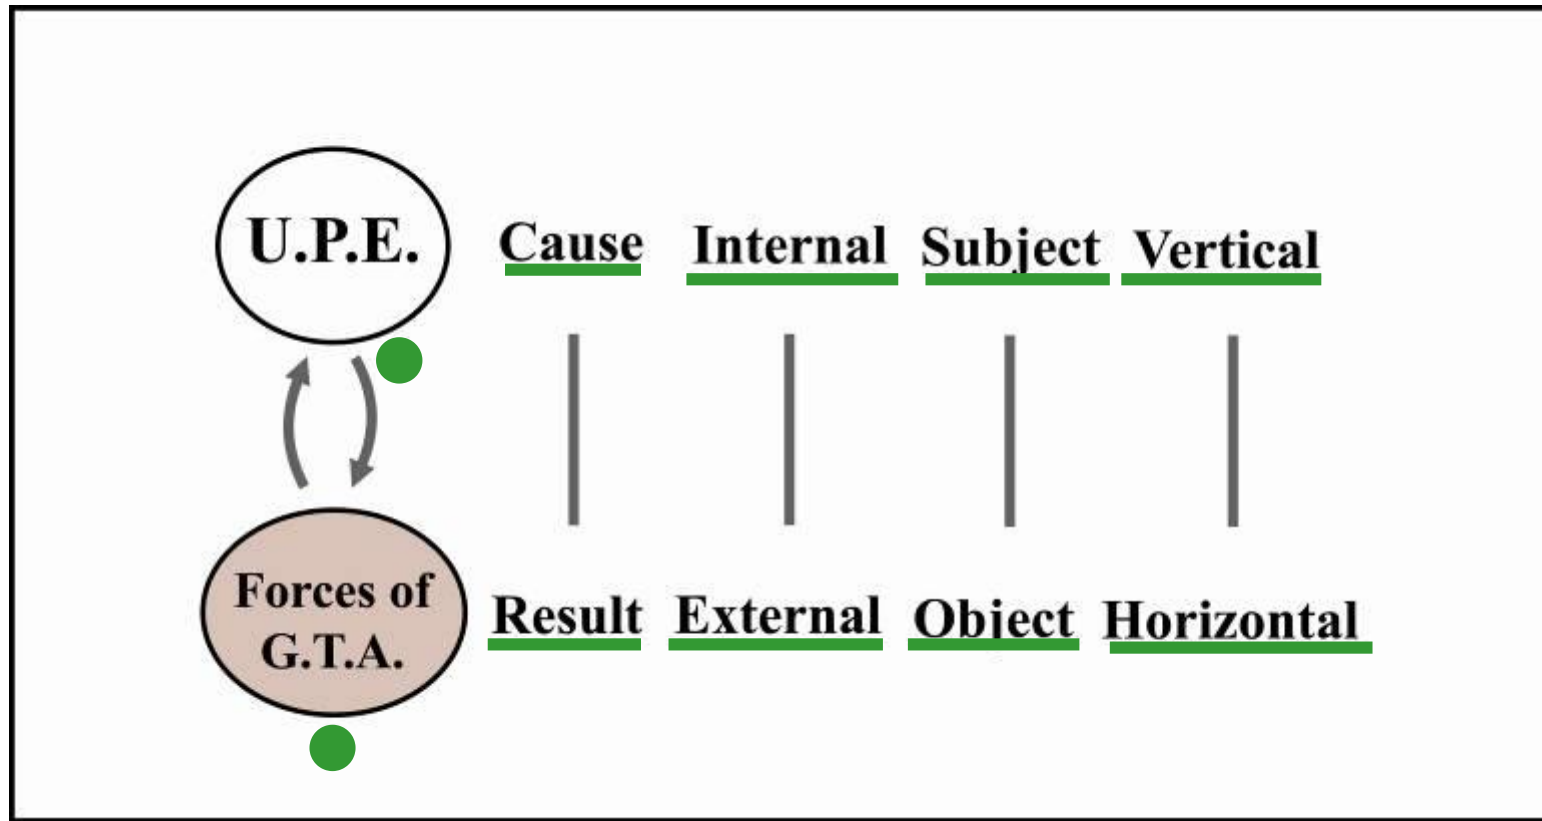 U.P.E.
Cause Internal Subject Vertical
Forces of
G.T.A.
Result External Object Horizontal